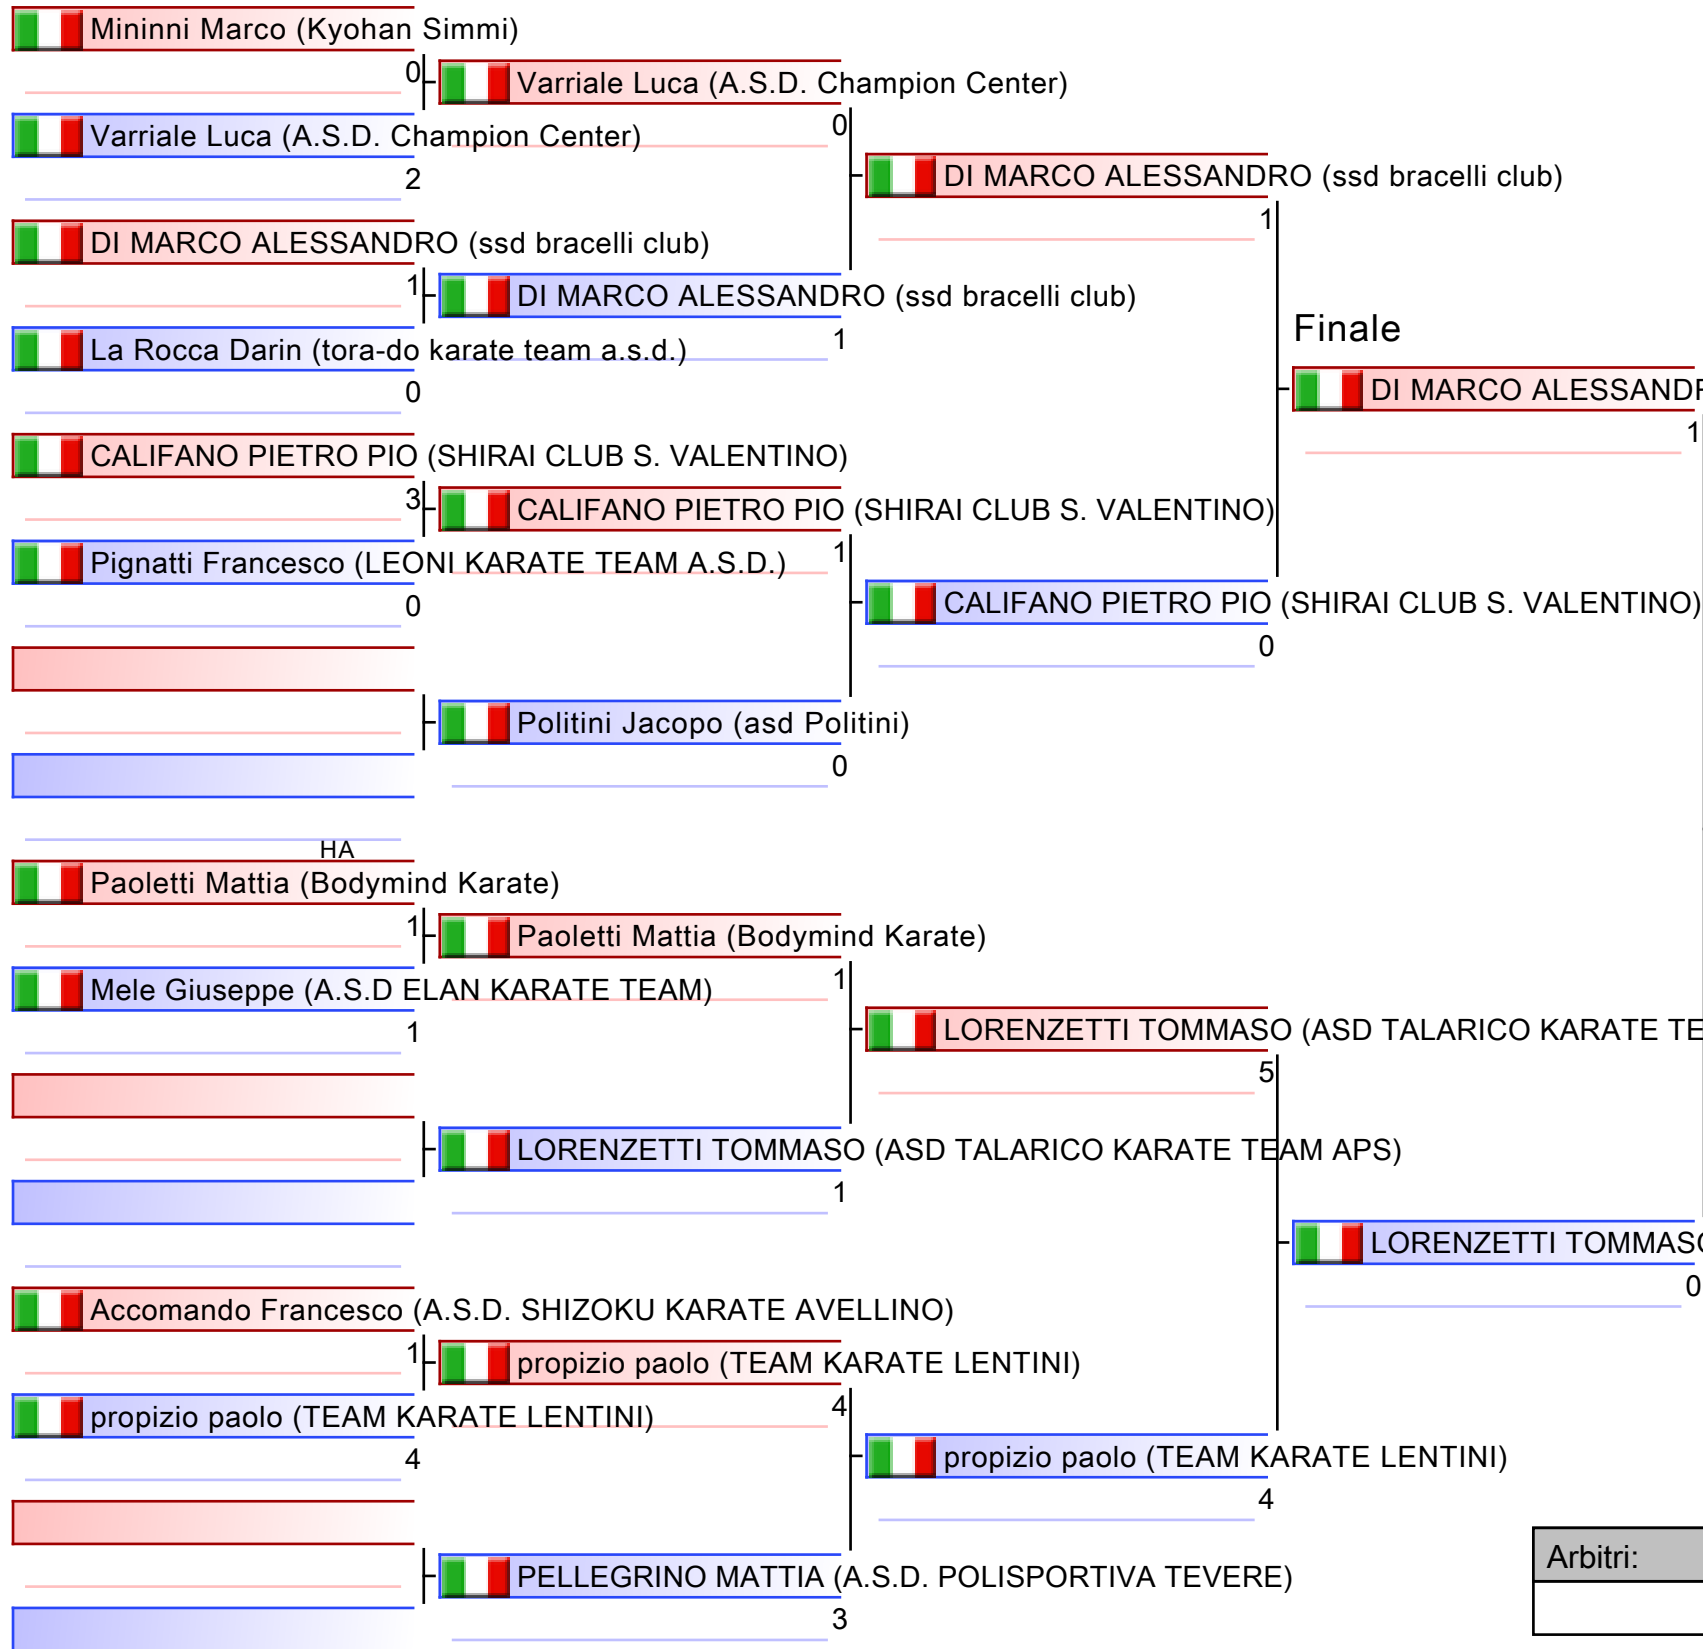 Mininni Marco (Kyohan Simmi)
0
Varriale Luca (A.S.D. Champion Center)
Varriale Luca (A.S.D. Champion Center)
0
2
DI MARCO ALESSANDRO (ssd bracelli club)
1
DI MARCO ALESSANDRO (ssd bracelli club)
1
DI MARCO ALESSANDRO (ssd bracelli club)
La Rocca Darin (tora-do karate team a.s.d.)
1
0
Finale
DI MARCO ALESSANDR
1
CALIFANO PIETRO PIO (SHIRAI CLUB S. VALENTINO)
3
CALIFANO PIETRO PIO (SHIRAI CLUB S. VALENTINO)
Pignatti Francesco (LEONI KARATE TEAM A.S.D.)
1
0
CALIFANO PIETRO PIO (SHIRAI CLUB S. VALENTINO)
0
Politini Jacopo (asd Politini)
0
HA
Paoletti Mattia (Bodymind Karate)
1
Paoletti Mattia (Bodymind Karate)
1
Mele Giuseppe (A.S.D ELAN KARATE TEAM)
1
LORENZETTI TOMMASO (ASD TALARICO KARATE TE
5
LORENZETTI TOMMASO (ASD TALARICO KARATE TEAM APS)
1
LORENZETTI TOMMASO
0
Accomando Francesco (A.S.D. SHIZOKU KARATE AVELLINO)
1
propizio paolo (TEAM KARATE LENTINI)
4
propizio paolo (TEAM KARATE LENTINI)
4
propizio paolo (TEAM KARATE LENTINI)
4
PELLEGRINO MATTIA (A.S.D. POLISPORTIVA TEVERE)
3
Arbitri: